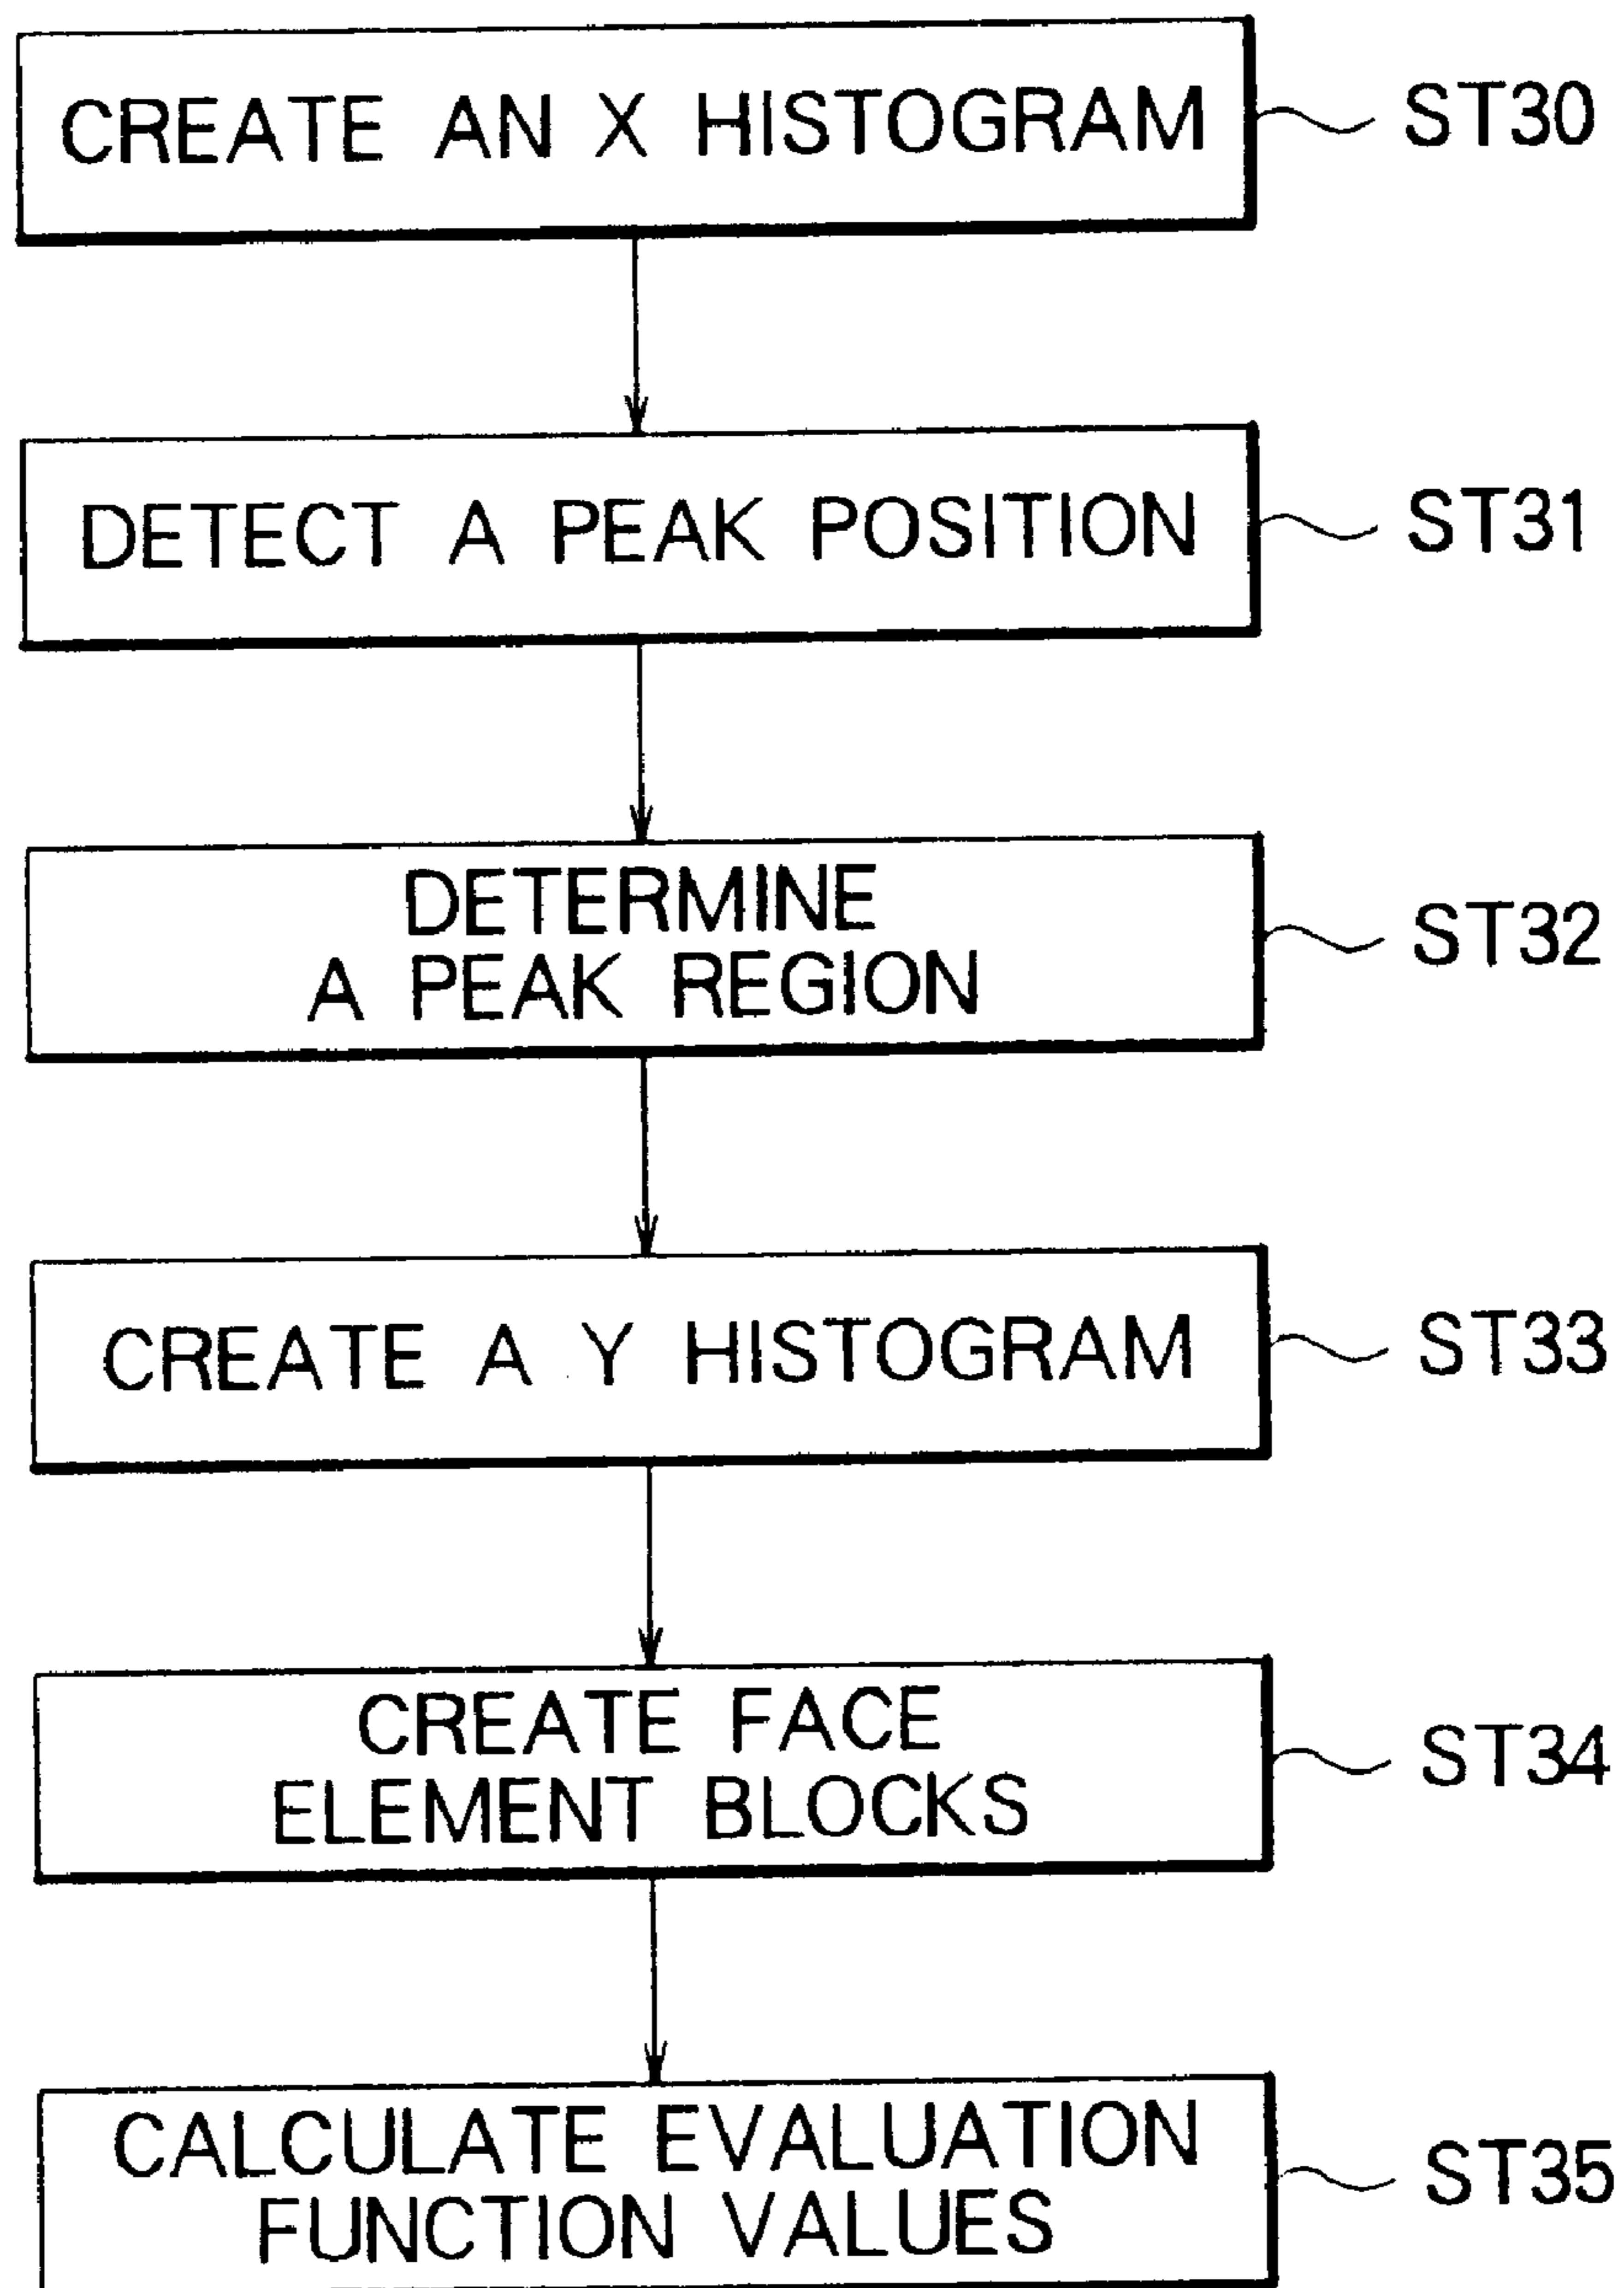 CREATE AN X HISTOGRAM
ST30
DETECT A PEAK POSITION
ST31
DETERMINE
A PEAK REGION
ST32
CREATE A Y HISTOGRAM
ST33
CREATE FACE
ELEMENT BLOCKS
ST34
CALCULATE EVALUATION
FUNCTION VALUES
ST35